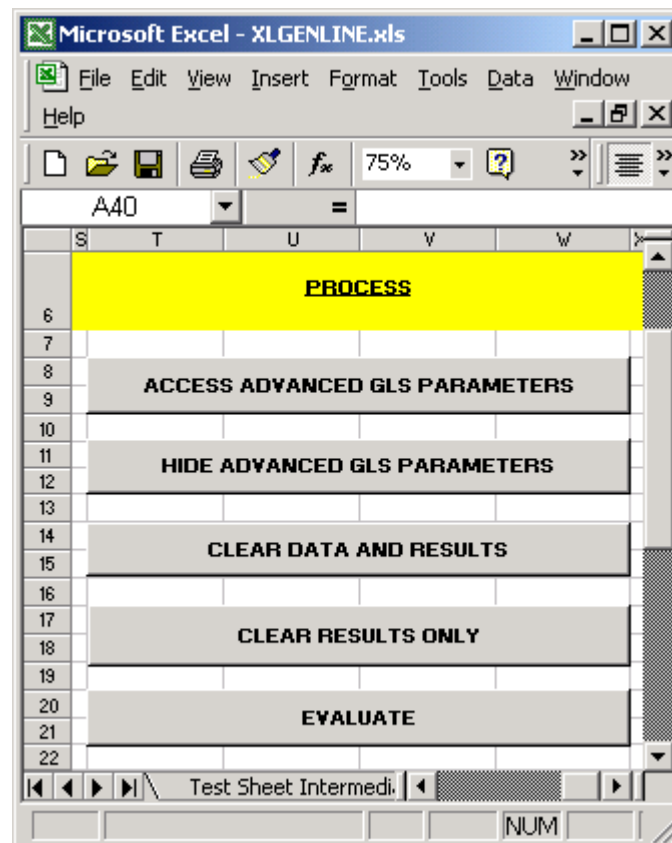 Microsoft Excel - XLGENLINE.xls
File Edit View Insert Format Tools Data Window
Help
75%
A40 =
S T U V W X
PROCESS
6
7
8
ACCESS ADVANCED GLS PARAMETERS
9
10
11
HIDE ADVANCED GLS PARAMETERS
12
13
14
CLEAR DATA AND RESULTS
15
16
17
CLEAR RESULTS ONLY
18
19
20
EVALUATE
21
22
Test Sheet Intermedi
NUM